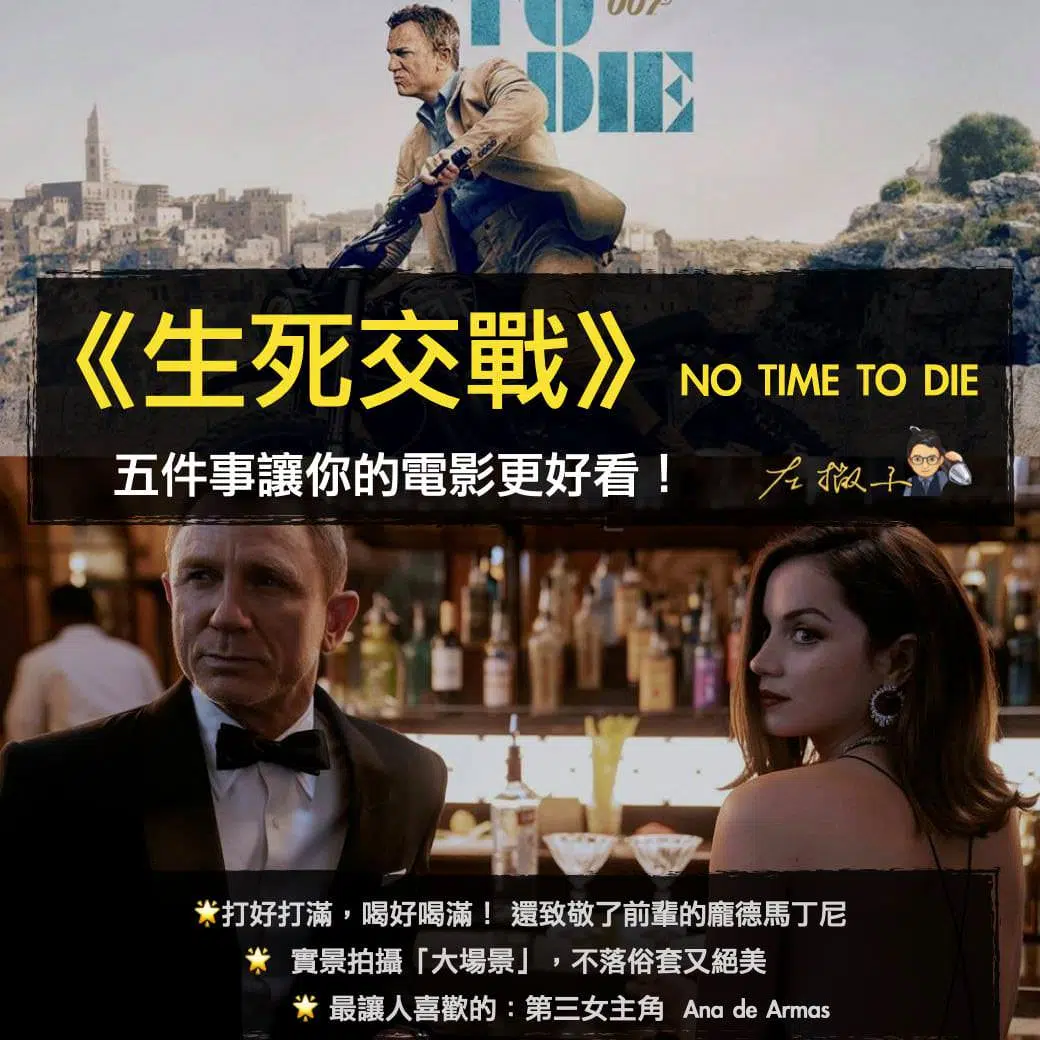 007
TO
DIE
《生死交戰》 NO TIME TO DIE
五件事讓你的電影更好看！
左撇子
🌟打好打滿，喝好喝滿！ 還致敬了前輩的龐德馬丁尼
🌟 實景拍攝「大場景」，不落俗套又絕美
🌟 最讓人喜歡的：第三女主角 Ana de Armas